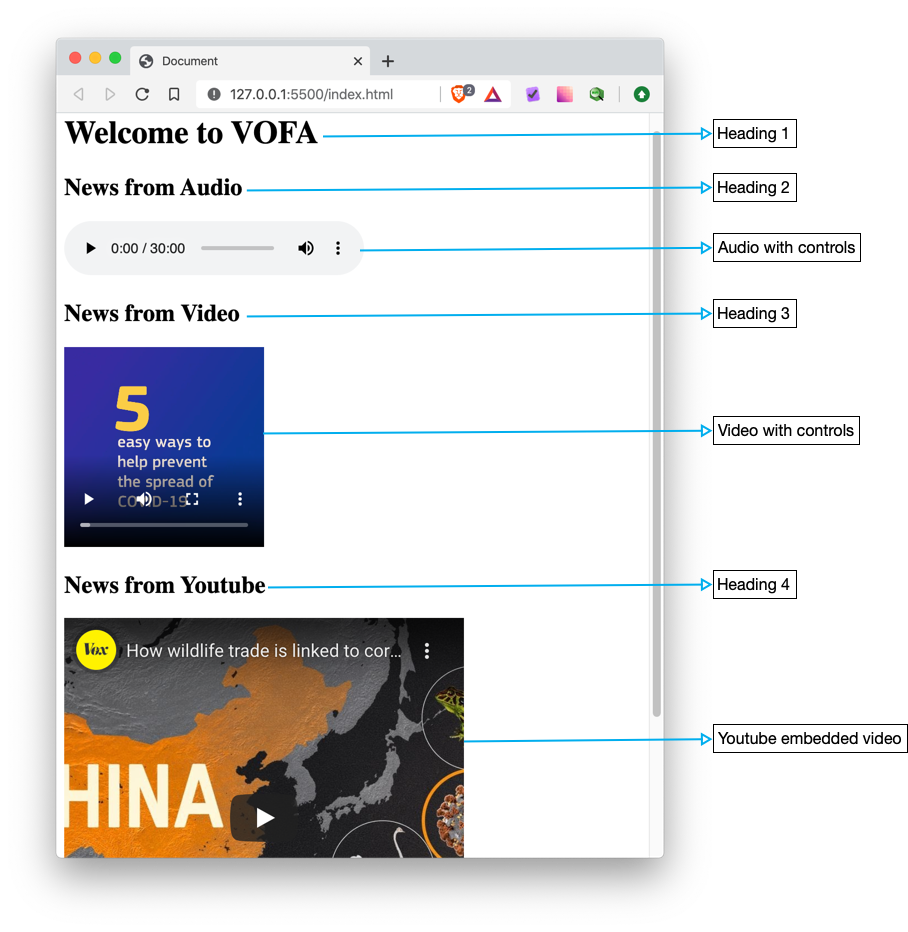 Document
127.0.0.1:5500/index.html
2
Welcome to VOFA
Heading 1
News from Audio
Heading 2
0:00 / 30:00
Audio with controls
News from Video
Heading 3
5
easy ways to
help prevent
the spread of
COVID-19
Video with controls
News from Youtube
Heading 4
Vox
How wildlife trade is linked to cor...
HINA
Youtube embedded video